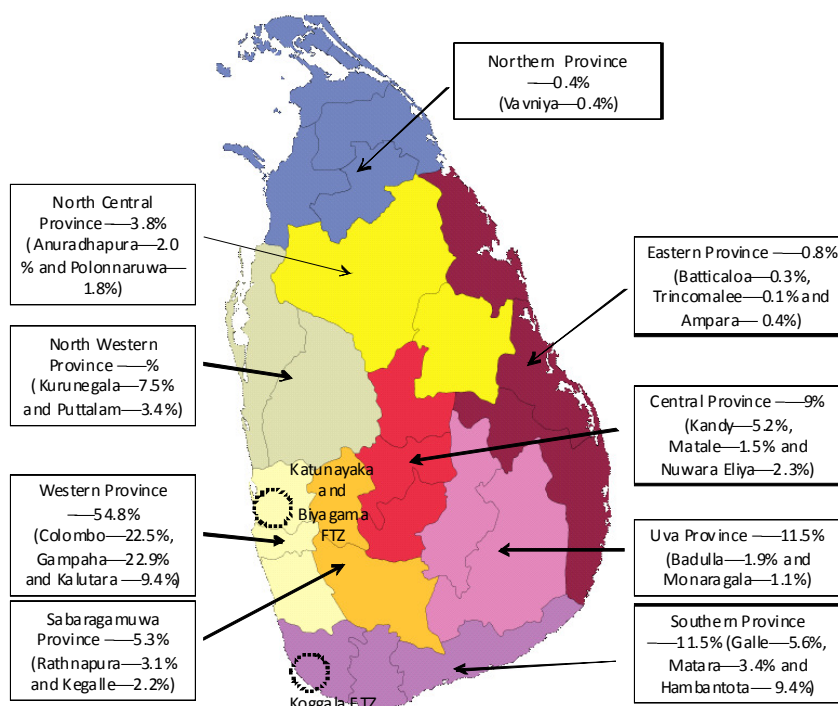 Northern Province
—0.4%
(Vavniya—0.4%)
North Central
Province —3.8%
( Anuradhapura—2.0
% and Polonnaruwa—
1.8%)
Eastern Province —0.8%
(Batticaloa—0.3%,
Trincomalee—0.1% and
Ampara— 0.4%)
North Western
Province —%
( Kurunegala—7.5%
and Puttalam—3.4%)
Central Province —9%
(Kandy—5.2%,
Matale—1.5% and
Nuwara Eliya—2.3%)
Katunayaka
and
Biyagama
FTZ
Western Province
—54.8%
(Colombo—22.5%,
Gampaha—22.9%
and Kalutara —9.4%)
Uva Province —11.5%
(Badulla—1.9% and
Monaragala—1.1%)
Sabaragamuwa
Province —5.3%
(Rathnapura—3.1%
and Kegalle—2.2%)
Southern Province
—11.5% (Galle—5.6%,
Matara—3.4% and
Hambantota— 9.4%)
Koggala FTZ